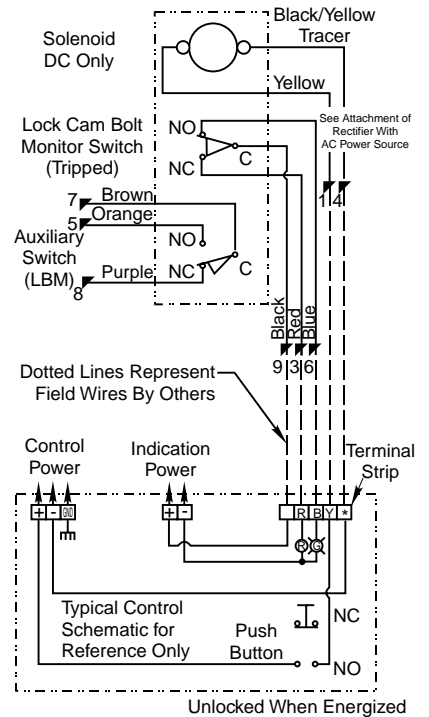 Black/Yellow
Tracer
Solenoid
DC Only
Yellow
See Attachment of
Rectifier With
AC Power Source
Lock Cam Bolt
Monitor Switch
(Tripped)
NO
NC
C
1 4
7 Brown
5 Orange
Auxiliary
Switch
(LBM)
NO
NC
C
8 Purple
Black
Red
Blue
9 3 6
Dotted Lines Represent
Field Wires By Others
Control
Power
Indication
Power
Terminal
Strip
+ - GND
+ -
R B Y *
R G
Typical Control
Schematic for
Reference Only
Push
Button
NC
NO
Unlocked When Energized